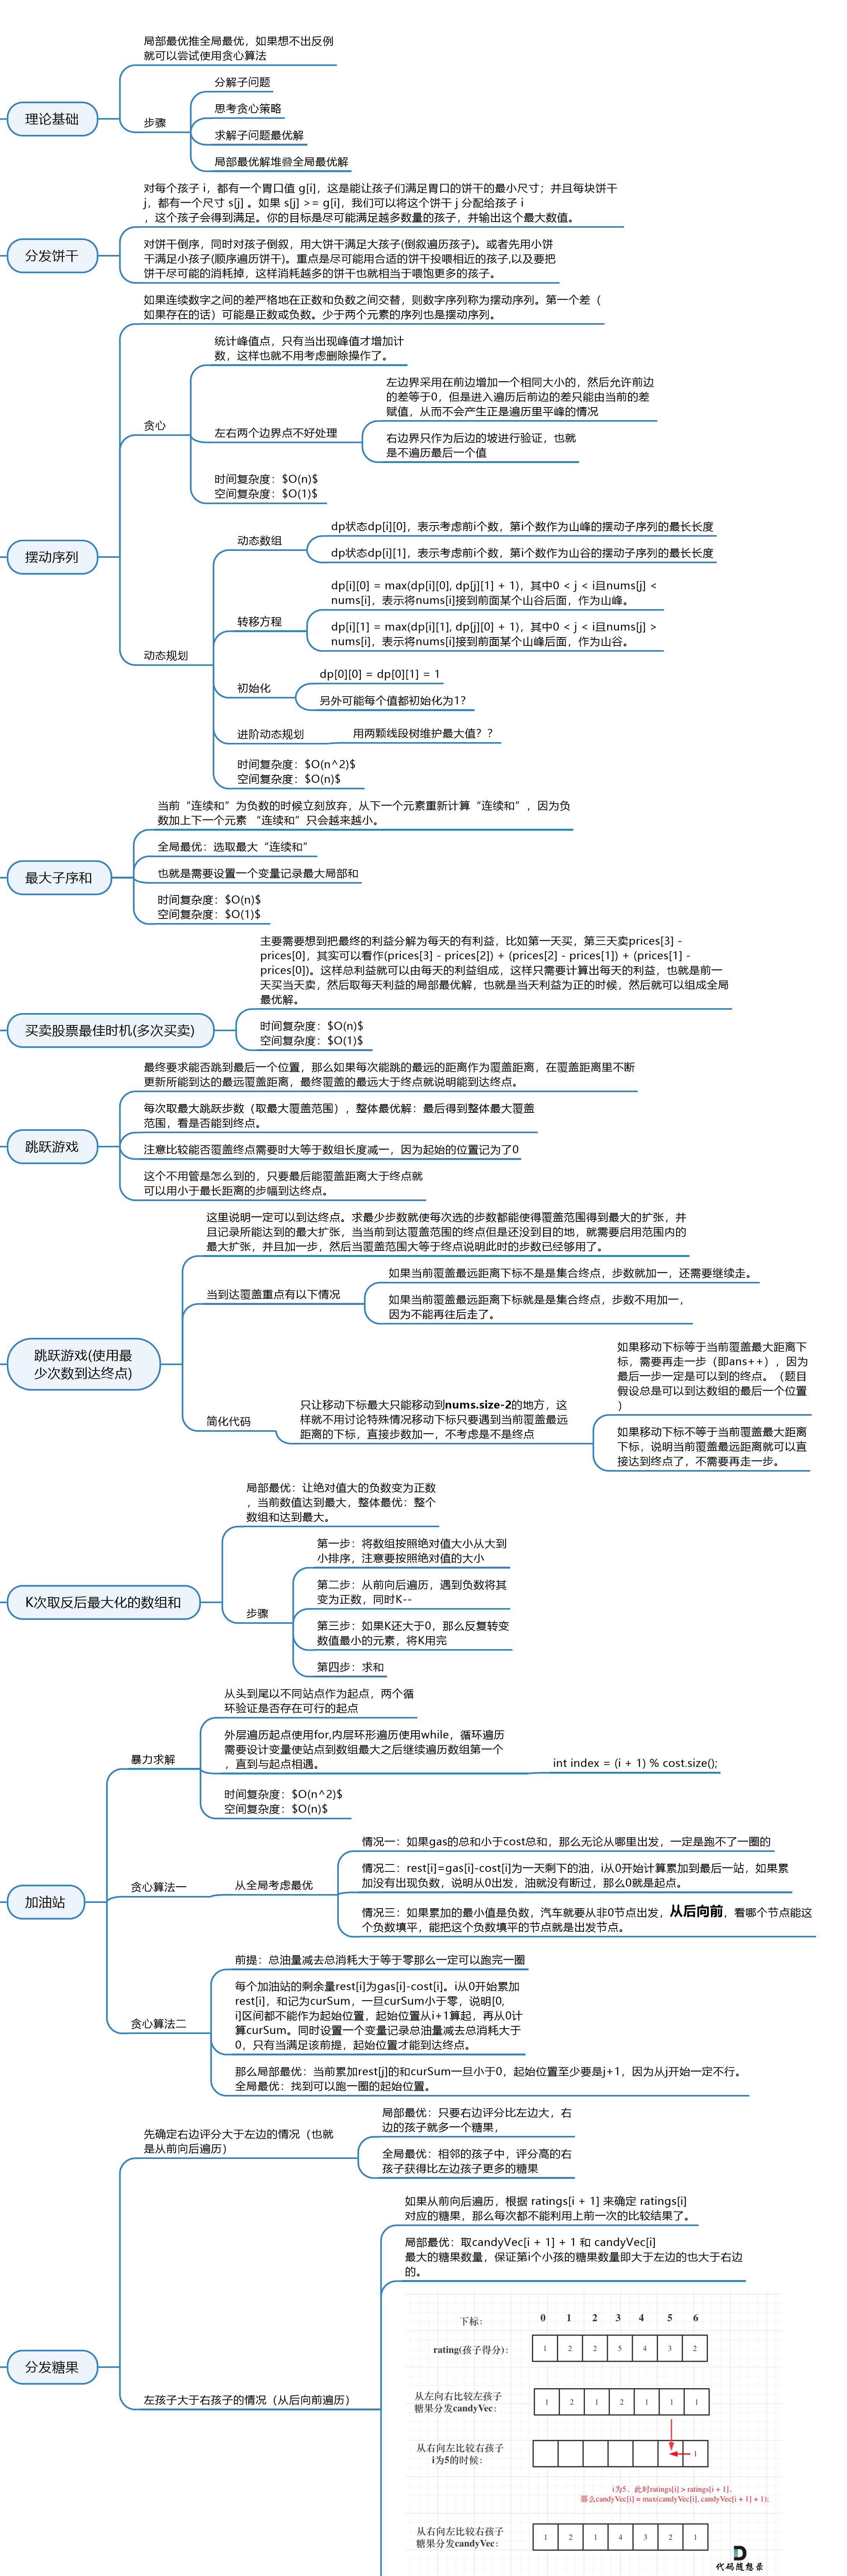 局部最优推全局最优，如果想不出反例
就可以尝试使用贪心算法
理论基础
步骤
分解子问题
思考贪心策略
求解子问题最优解
局部最优解堆叠全局最优解
对每个孩子 i，都有一个胃口值 g[i]，这是能让孩子们满足胃口的饼干的最小尺寸；并且每块饼干
j，都有一个尺寸 s[j] 。如果 s[j] >= g[i]，我们可以将这个饼干 j 分配给孩子 i
，这个孩子会得到满足。你的目标是尽可能满足越多数量的孩子，并输出这个最大数值。
分发饼干
对饼干倒序，同时对孩子倒叙，用大饼干满足大孩子(倒叙遍历孩子)。或者先用小饼
干满足小孩子(顺序遍历饼干)。重点是尽可能用合适的饼干投喂相近的孩子,以及要把
饼干尽可能的消耗掉，这样消耗越多的饼干也就相当于喂饱更多的孩子。
如果连续数字之间的差严格地在正数和负数之间交替，则数字序列称为摆动序列。第一个差（
如果存在的话）可能是正数或负数。少于两个元素的序列也是摆动序列。
摆动序列
贪心
统计峰值点，只有当出现峰值才增加计
数，这样也就不用考虑删除操作了。
左右两个边界点不好处理
左边界采用在前边增加一个相同大小的，然后允许前边
的差等于0，但是进入遍历后前边的差只能由当前的差
赋值，从而不会产生正是遍历里平峰的情况
右边界只作为后边的坡进行验证，也就
是不遍历最后一个值
时间复杂度：$O(n)$
空间复杂度：$O(1)$
动态规划
动态数组
dp状态dp[i][0]，表示考虑前i个数，第i个数作为山峰的摆动子序列的最长长度
dp状态dp[i][1]，表示考虑前i个数，第i个数作为山谷的摆动子序列的最长长度
转移方程
dp[i][0] = max(dp[i][0], dp[j][1] + 1)，其中0 < j < i且nums[j] <
nums[i]，表示将nums[i]接到前面某个山谷后面，作为山峰。
dp[i][1] = max(dp[i][1], dp[j][0] + 1)，其中0 < j < i且nums[j] >
nums[i]，表示将nums[i]接到前面某个山峰后面，作为山谷。
初始化
dp[0][0] = dp[0][1] = 1
另外可能每个值都初始化为1?
进阶动态规划
用两颗线段树维护最大值？？
时间复杂度：$O(n^2)$
空间复杂度：$O(n)$
最大子序和
当前“连续和”为负数的时候立刻放弃，从下一个元素重新计算“连续和”，因为负
数加上下一个元素 “连续和”只会越来越小。
全局最优：选取最大“连续和”
也就是需要设置一个变量记录最大局部和
时间复杂度：$O(n)$
空间复杂度：$O(1)$
买卖股票最佳时机(多次买卖)
主要需要想到把最终的利益分解为每天的有利益，比如第一天买，第三天卖prices[3] -
prices[0]，其实可以看作(prices[3] - prices[2]) + (prices[2] - prices[1]) + (prices[1] -
prices[0])。这样总利益就可以由每天的利益组成，这样只需要计算出每天的利益，也就是前一
天买当天卖，然后取每天利益的局部最优解，也就是当天利益为正的时候，然后就可以组成全局
最优解。
时间复杂度：$O(n)$
空间复杂度：$O(1)$
跳跃游戏
最终要求能否跳到最后一个位置，那么如果每次能跳的最远的距离作为覆盖距离，在覆盖距离里不断
更新所能到达的最远覆盖距离，最终覆盖的最远大于终点就说明能到达终点。
每次取最大跳跃步数（取最大覆盖范围），整体最优解：最后得到整体最大覆盖
范围，看是否能到终点。
注意比较能否覆盖终点需要时大等于数组长度减一，因为起始的位置记为了0
这个不用管是怎么到的，只要最后能覆盖距离大于终点就
可以用小于最长距离的步幅到达终点。
跳跃游戏(使用最
少次数到达终点)
这里说明一定可以到达终点。求最少步数就使每次选的步数都能使得覆盖范围得到最大的扩张，并
且记录所能达到的最大扩张，当当前到达覆盖范围的终点但是还没到目的地，就需要启用范围内的
最大扩张，并且加一步，然后当覆盖范围大等于终点说明此时的步数已经够用了。
当到达覆盖重点有以下情况
如果当前覆盖最远距离下标不是是集合终点，步数就加一，还需要继续走。
如果当前覆盖最远距离下标就是是集合终点，步数不用加一，
因为不能再往后走了。
简化代码
只让移动下标最大只能移动到nums.size-2的地方，这
样就不用讨论特殊情况移动下标只要遇到当前覆盖最远
距离的下标，直接步数加一，不考虑是不是终点
如果移动下标等于当前覆盖最大距离下
标，需要再走一步（即ans++），因为
最后一步一定是可以到的终点。（题目
假设总是可以到达数组的最后一个位置
）
如果移动下标不等于当前覆盖最大距离
下标，说明当前覆盖最远距离就可以直
接达到终点了，不需要再走一步。
K次取反后最大化的数组和
局部最优：让绝对值大的负数变为正数
，当前数值达到最大，整体最优：整个
数组和达到最大。
步骤
第一步：将数组按照绝对值大小从大到
小排序，注意要按照绝对值的大小
第二步：从前向后遍历，遇到负数将其
变为正数，同时K--
第三步：如果K还大于0，那么反复转变
数值最小的元素，将K用完
第四步：求和
加油站
暴力求解
从头到尾以不同站点作为起点，两个循
环验证是否存在可行的起点
外层遍历起点使用for,内层环形遍历使用while，循环遍历
需要设计变量使站点到数组最大之后继续遍历数组第一个
，直到与起点相遇。
int index = (i + 1) % cost.size();
时间复杂度：$O(n^2)$
空间复杂度：$O(n)$
贪心算法一
从全局考虑最优
情况一：如果gas的总和小于cost总和，那么无论从哪里出发，一定是跑不了一圈的
情况二：rest[i]=gas[i]-cost[i]为一天剩下的油，i从0开始计算累加到最后一站，如果累
加没有出现负数，说明从0出发，油就没有断过，那么0就是起点。
情况三：如果累加的最小值是负数，汽车就要从非0节点出发，从后向前，看哪个节点能这
个负数填平，能把这个负数填平的节点就是出发节点。
贪心算法二
前提：总油量减去总消耗大于等于零那么一定可以跑完一圈
每个加油站的剩余量rest[i]为gas[i]-cost[i]。i从0开始累加
rest[i]，和记为curSum，一旦curSum小于零，说明[0,
i]区间都不能作为起始位置，起始位置从i+1算起，再从0计
算curSum。同时设置一个变量记录总油量减去总消耗大于
0，只有当满足该前提，起始位置才能到达终点。
那么局部最优：当前累加rest[j]的和curSum一旦小于0，起始位置至少要是j+1，因为从j开始一定不行。
全局最优：找到可以跑一圈的起始位置。
分发糖果
先确定右边评分大于左边的情况（也就
是从前向后遍历）
局部最优：只要右边评分比左边大，右
边的孩子就多一个糖果，
全局最优：相邻的孩子中，评分高的右
孩子获得比左边孩子更多的糖果
左孩子大于右孩子的情况（从后向前遍历）
如果从前向后遍历，根据 ratings[i + 1] 来确定 ratings[i]
对应的糖果，那么每次都不能利用上前一次的比较结果了。
局部最优：取candyVec[i + 1] + 1 和 candyVec[i]
最大的糖果数量，保证第i个小孩的糖果数量即大于左边的也大于右边
的。
下标： 0 1 2 3 4 5 6
rating(孩子得分)： 1 2 2 5 4 3 2
从左向右比较左孩子
糖果分发candyVec： 1 2 1 2 1 1 1
从右向左比较右孩子
i为5的时候： 1
i为5，此时ratings[i] > ratings[i + 1]，
那么candyVec[i] = max(candyVec[i], candyVec[i + 1] + 1);
从右向左比较右孩子
糖果分发candyVec： 1 2 1 4 3 2 1
代码随想录